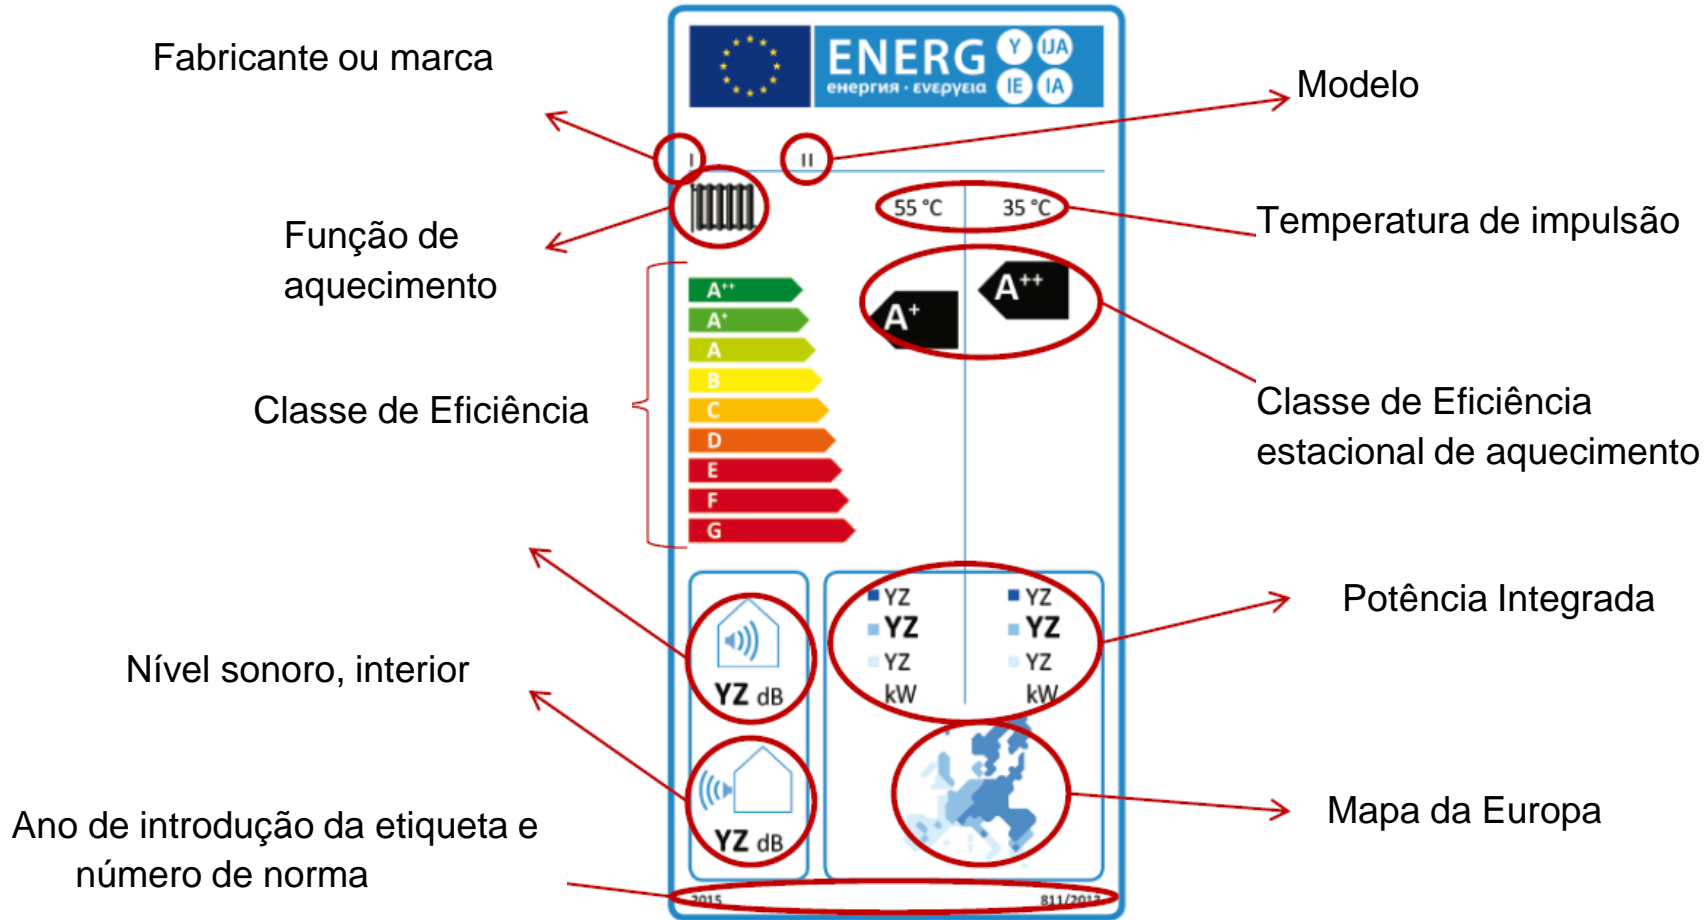 Fabricante ou marca
ENERG Y IJA
енергия · ενεργεια IE IA
Modelo
I II
55 °C 35 °C
Temperatura de impulsão
Função de
aquecimento
A++
A+
A++
A+
A
B
C
D
E
F
G
Classe de Eficiência
Classe de Eficiência
estacional de aquecimento
YZ YZ
YZ YZ
YZ YZ
kW kW
Potência Integrada
YZ dB
Nível sonoro, interior
YZ dB
Mapa da Europa
Ano de introdução da etiqueta e
número de norma
2015 811/2013